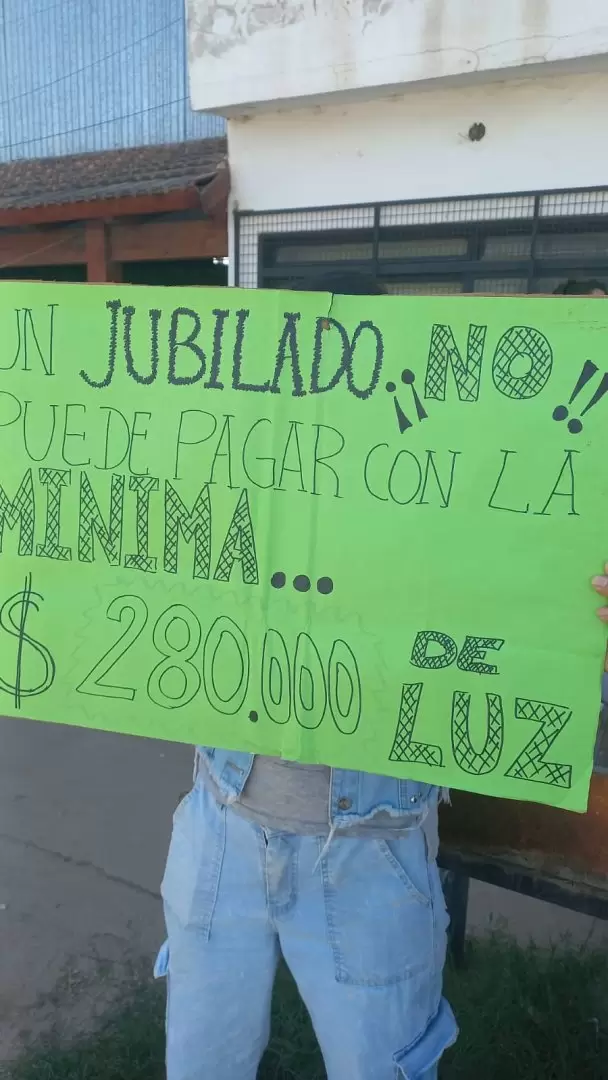 UN JUBILADO ¡¡NO!!
PUEDE PAGAR CON LA
MINIMA...
$ 280.000 DE LUZ